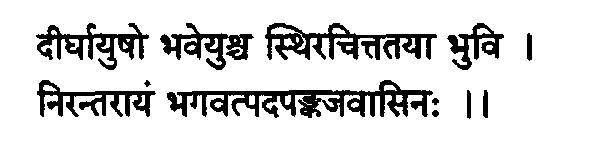 दीर्घायुषो भवेयुश्च स्थिरचित्ततया भुवि ।
निरन्तरायं भगवत्पदपङ्कजवासिनः ।।